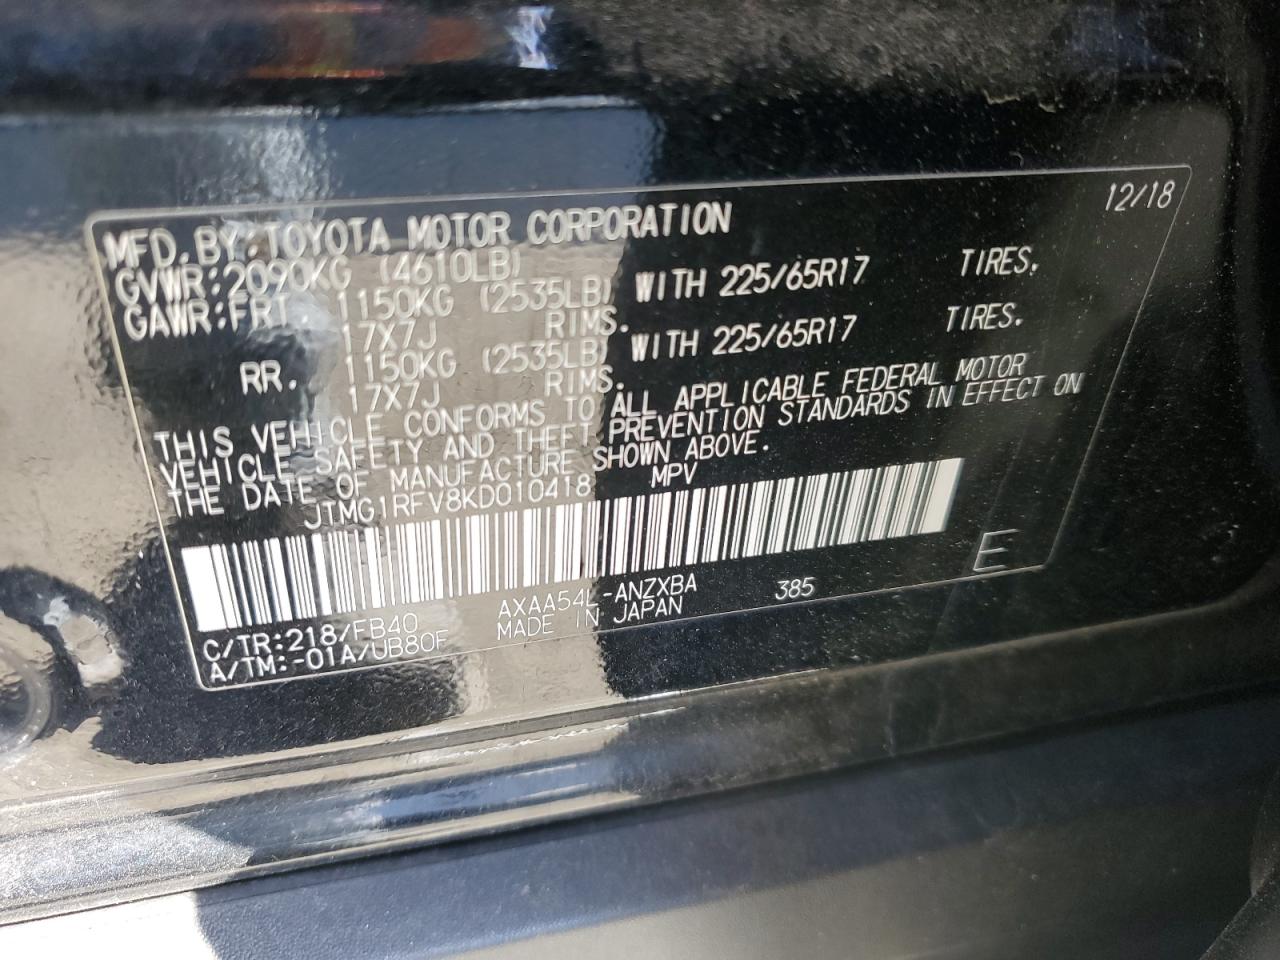 12/18
MFD.BY:TOYOTA MOTOR CORPORATION
GVWR:2090KG (4610LB)
GAWR:FRT 1150KG (2535LB) WITH 225/65R17 TIRES,
17X7J RIMS.
RR. 1150KG (2535LB) WITH 225/65R17 TIRES.
17X7J RIMS.
THIS VEHICLE CONFORMS TO ALL APPLICABLE FEDERAL MOTOR
VEHICLE SAFETY AND THEFT PREVENTION STANDARDS IN EFFECT ON
THE DATE OF MANUFACTURE SHOWN ABOVE.
JTMG1RFV8KD010418 MPV
E
C/TR:218/FB40 AXAA54L-ANZXBA 385
A/TM:-01A/UB80F MADE IN JAPAN